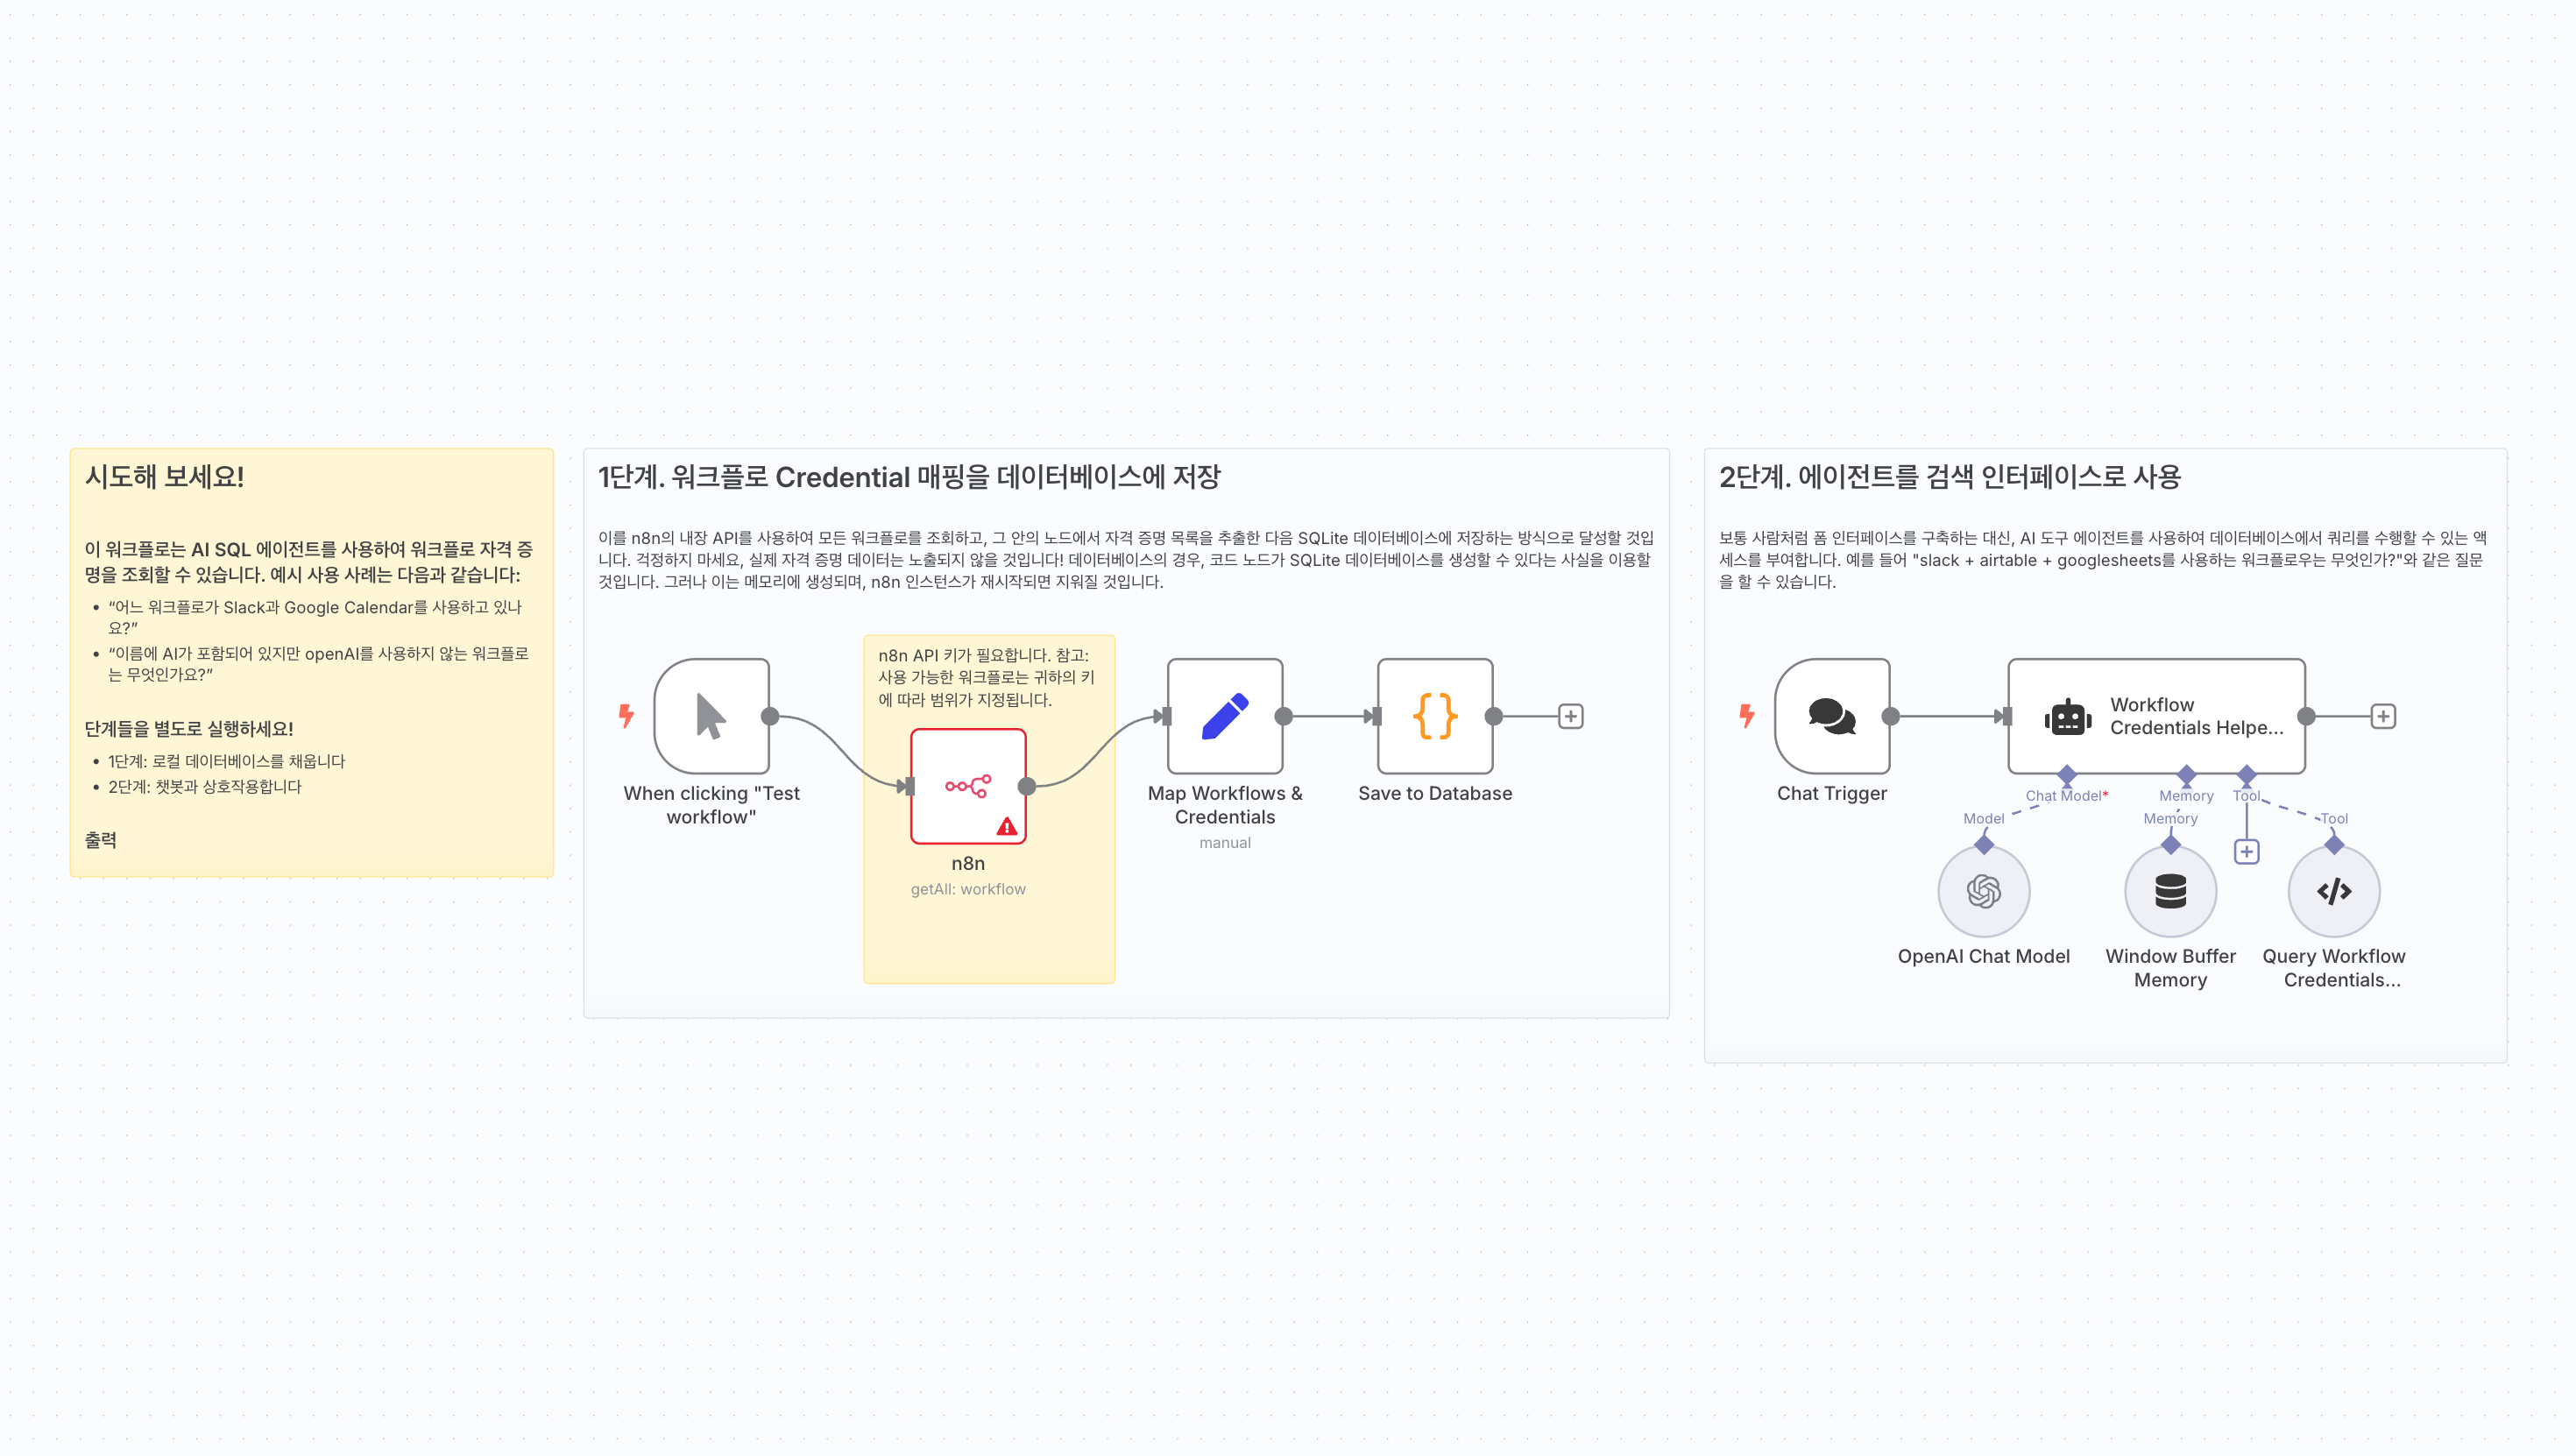 시도해 보세요!
이 워크플로는 AI SQL 에이전트를 사용하여 워크플로 자격 증
명을 조회할 수 있습니다. 예시 사용 사례는 다음과 같습니다:
• “어느 워크플로가 Slack과 Google Calendar를 사용하고 있나
요?”
• “이름에 AI가 포함되어 있지만 openAI를 사용하지 않는 워크플로
는 무엇인가요?”
단계들을 별도로 실행하세요!
• 1단계: 로컬 데이터베이스를 채웁니다
• 2단계: 챗봇과 상호작용합니다
출력
1단계. 워크플로 Credential 매핑을 데이터베이스에 저장
이를 n8n의 내장 API를 사용하여 모든 워크플로를 조회하고, 그 안의 노드에서 자격 증명 목록을 추출한 다음 SQLite 데이터베이스에 저장하는 방식으로 달성할 것입
니다. 걱정하지 마세요, 실제 자격 증명 데이터는 노출되지 않을 것입니다! 데이터베이스의 경우, 코드 노드가 SQLite 데이터베이스를 생성할 수 있다는 사실을 이용할
것입니다. 그러나 이는 메모리에 생성되며, n8n 인스턴스가 재시작되면 지워질 것입니다.
When clicking "Test
workflow"
n8n API 키가 필요합니다. 참고:
사용 가능한 워크플로는 귀하의 키
에 따라 범위가 지정됩니다.
n8n
getAll: workflow
Map Workflows &
Credentials
manual
Save to Database
2단계. 에이전트를 검색 인터페이스로 사용
보통 사람처럼 폼 인터페이스를 구축하는 대신, AI 도구 에이전트를 사용하여 데이터베이스에서 쿼리를 수행할 수 있는 액
세스를 부여합니다. 예를 들어 "slack + airtable + googlesheets를 사용하는 워크플로우는 무엇인가?"와 같은 질문
을 할 수 있습니다.
Chat Trigger
Workflow
Credentials Helpe...
Chat Model*
Memory
Tool
Model
Memory
Tool
OpenAI Chat Model
Window Buffer
Memory
Query Workflow
Credentials...